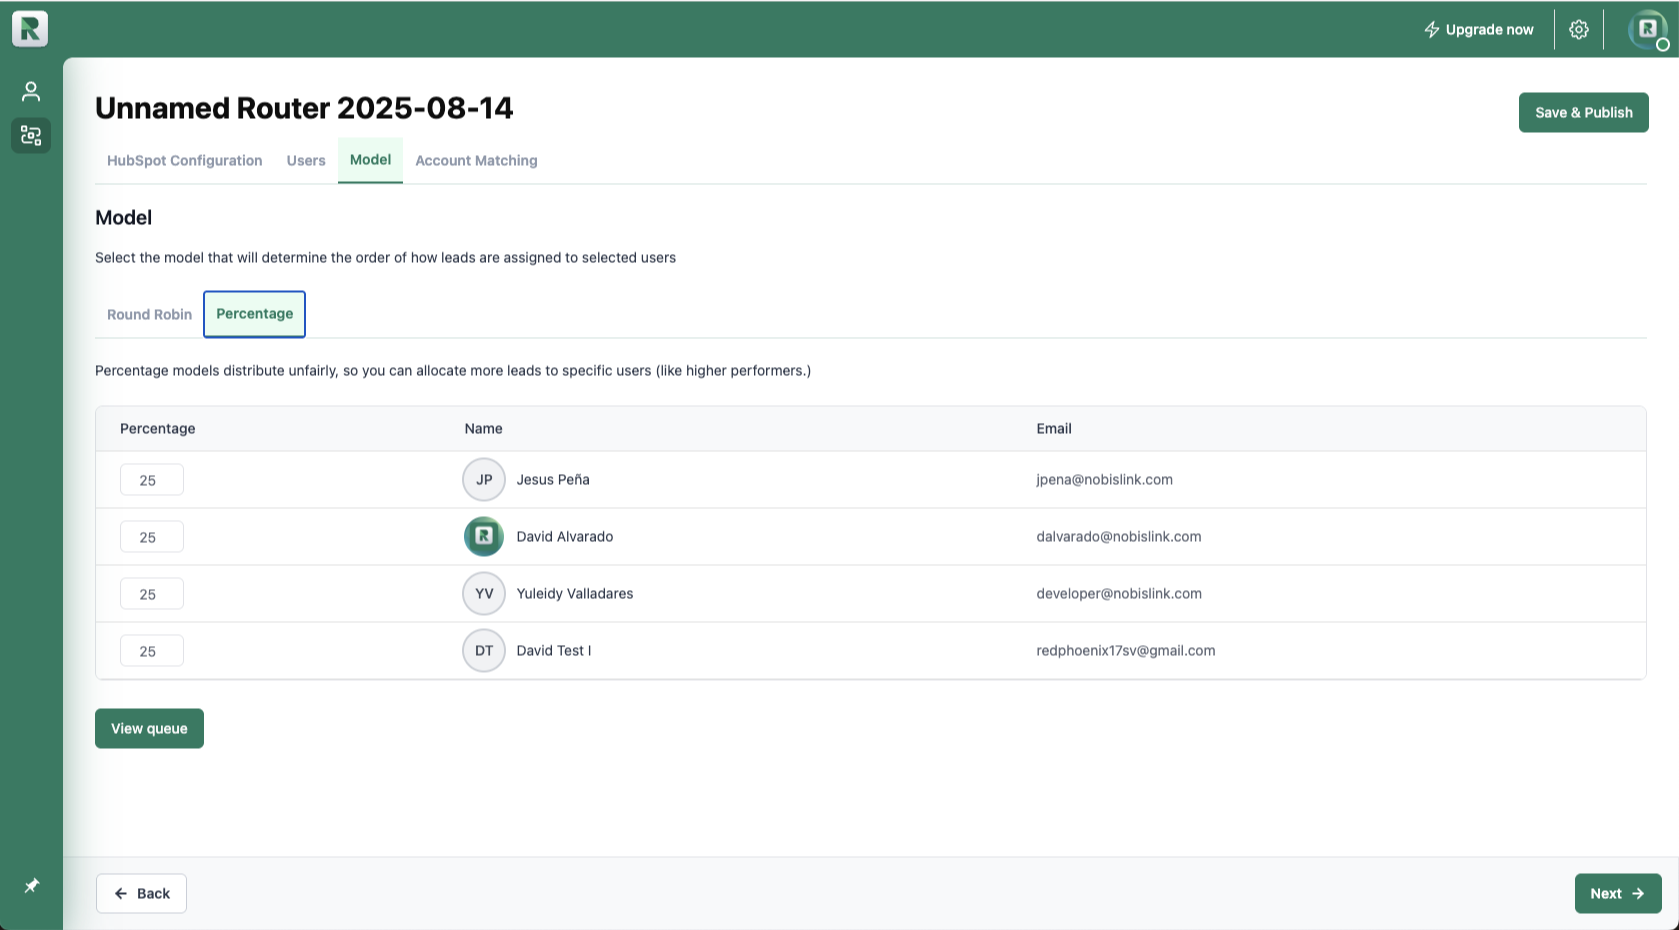 R
Upgrade now
R
Unnamed Router 2025-08-14
Save & Publish
HubSpot Configuration Users Model Account Matching
Model
Select the model that will determine the order of how leads are assigned to selected users
Round Robin Percentage
Percentage models distribute unfairly, so you can allocate more leads to specific users (like higher performers.)
Percentage Name Email
25 JP Jesus Peña jpena@nobislink.com
25 R David Alvarado dalvarado@nobislink.com
25 YV Yuleidy Valladares developer@nobislink.com
25 DT David Test I redphoenix17sv@gmail.com
View queue
Back
Next